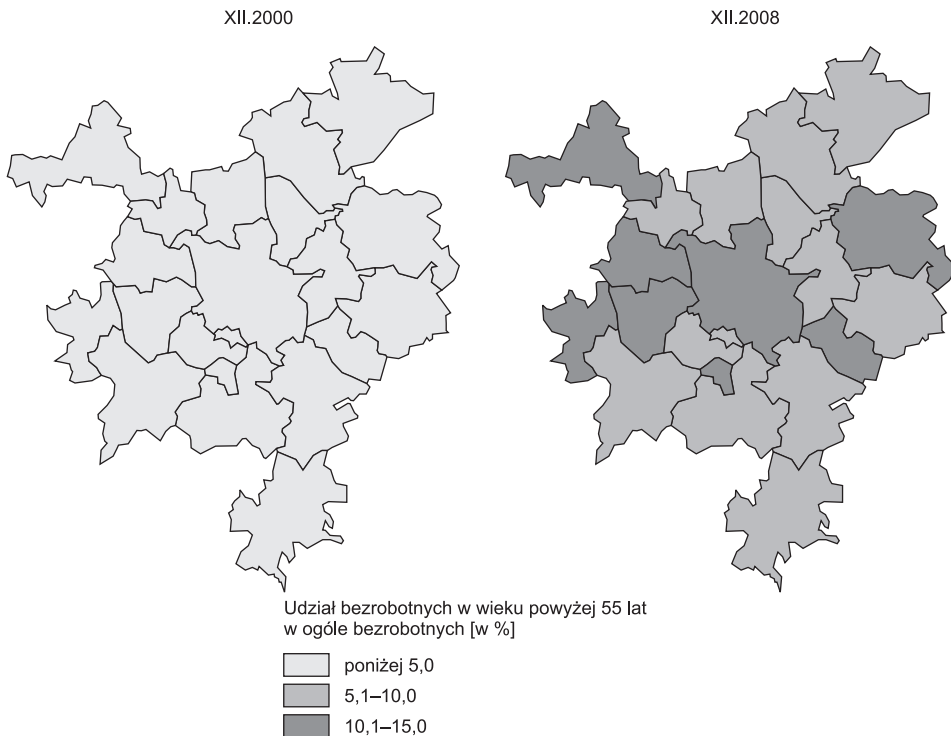 XII.2000
XII.2008
Udział bezrobotnych w wieku powyżej 55 lat
w ogóle bezrobotnych [w %]
poniżej 5,0
5,1–10,0
10,1–15,0